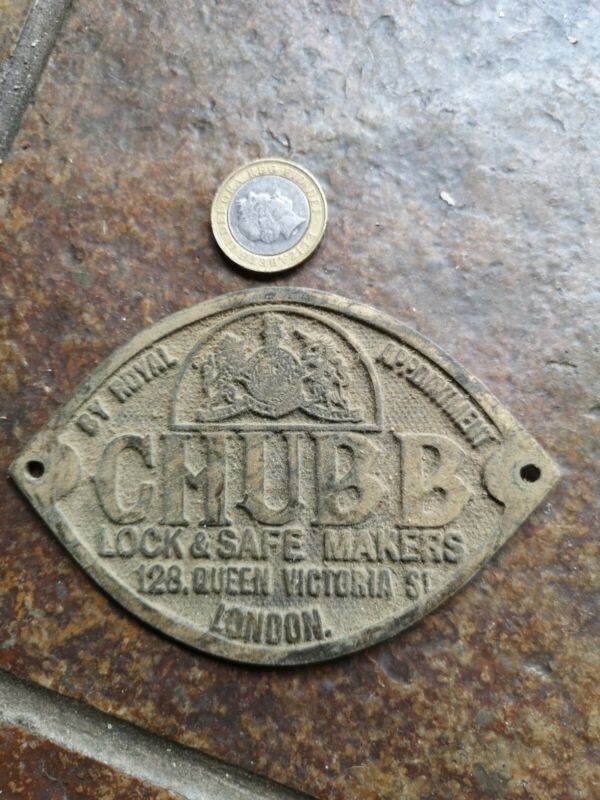 BY ROYAL APPOINTMENT
CHUBB
LOCK & SAFE MAKERS
128. QUEEN VICTORIA ST
LONDON.